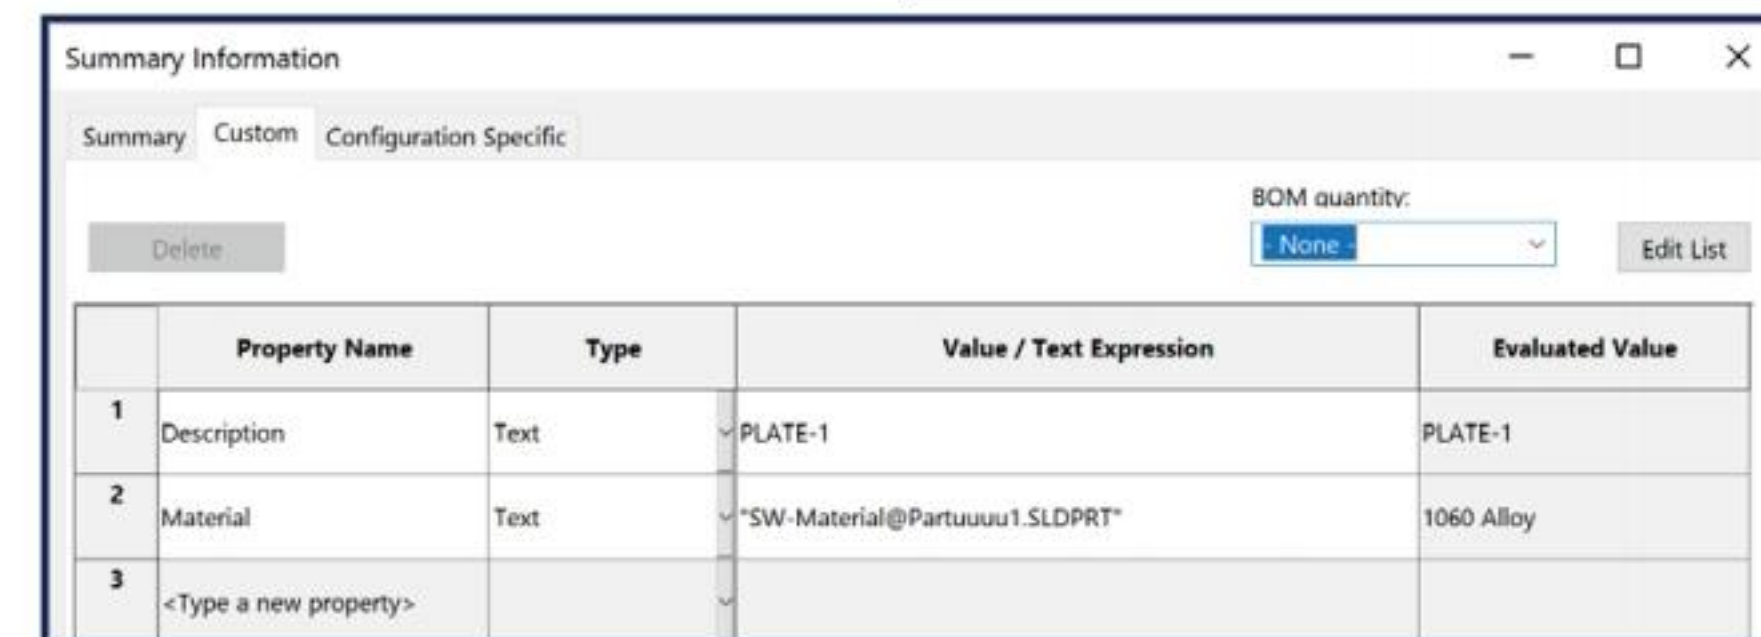 Summary Information
Summary Custom Configuration Specific
BOM quantity:
Delete - None - Edit List
Property Name Type Value / Text Expression Evaluated Value
1 Description Text PLATE-1 PLATE-1
2 Material Text "SW-Material@Partuuuu1.SLDPRT" 1060 Alloy
3 <Type a new property>